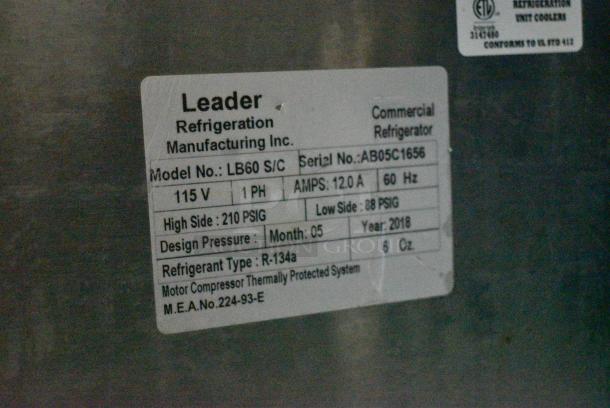 ETL
3147480
REFRIGERATION
UNIT COOLERS
CONFORMS TO UL STD 412
Leader
Refrigeration
Manufacturing Inc.
Commercial
Refrigerator
Model No.: LB60 S/C
Serial No.:AB05C1656
115 V
1 PH
AMPS: 12.0 A
60 Hz
High Side : 210 PSIG
Low Side : 88 PSIG
Design Pressure :
Month: 05
Year: 2018
Refrigerant Type : R-134a
6 Oz.
Motor Compressor Thermally Protected System
M.E.A.No.224-93-E